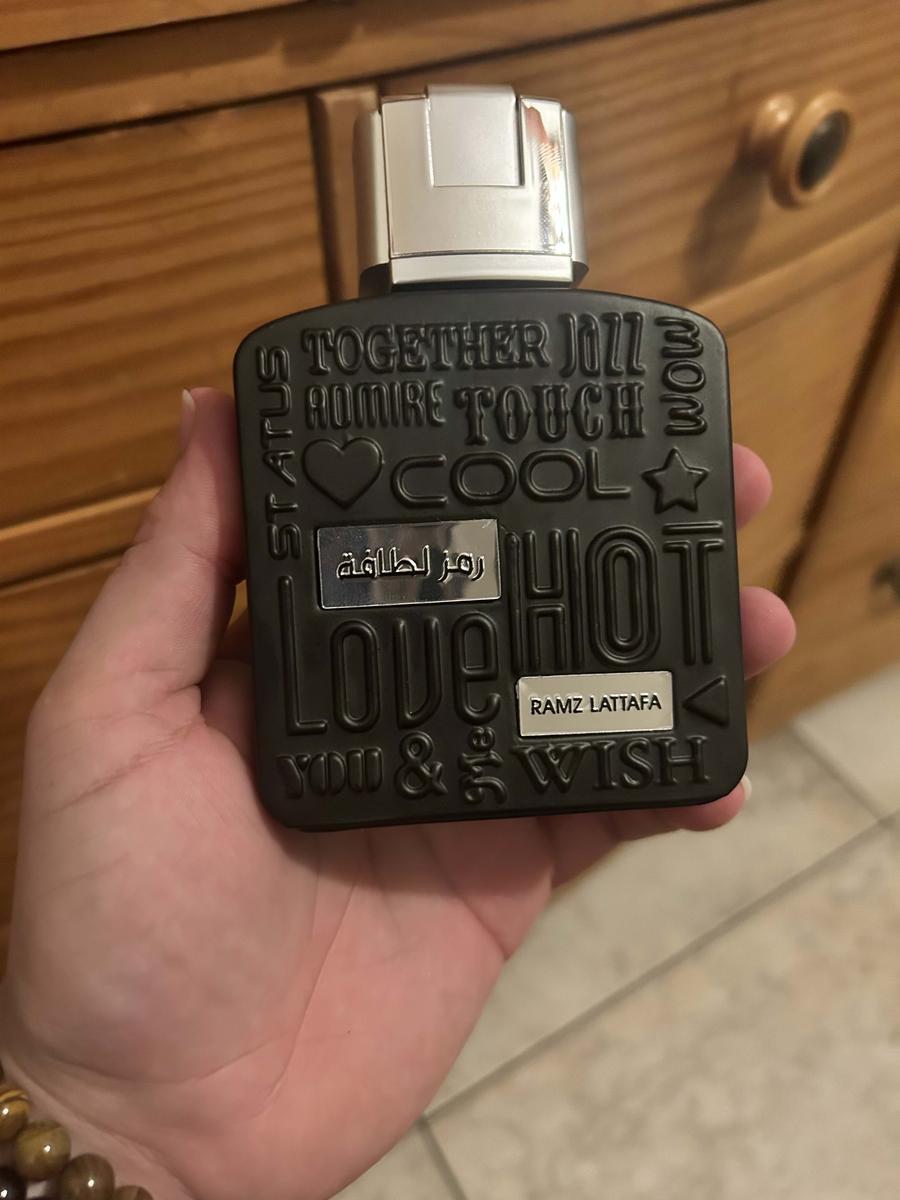 TOGETHER JAZZ
WOW
STATUS
ADMIRE TOUCH
COOL
رمز لطافة
HOT
Love
RAMZ LATTAFA
YOU & Me WISH